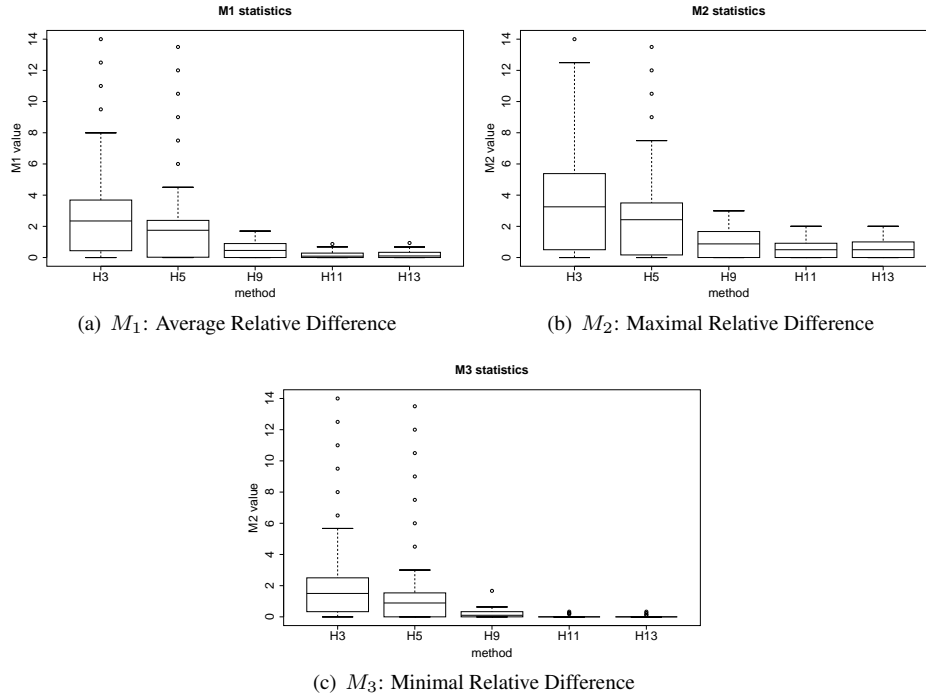 M1 statistics
M1 value
14
12
10
8
6
4
2
0
H3 H5 H9 H11 H13
method
(a) M1: Average Relative Difference
M2 statistics
M2 value
14
12
10
8
6
4
2
0
H3 H5 H9 H11 H13
method
(b) M2: Maximal Relative Difference
M3 statistics
M2 value
14
12
10
8
6
4
2
0
H3 H5 H9 H11 H13
method
(c) M3: Minimal Relative Difference